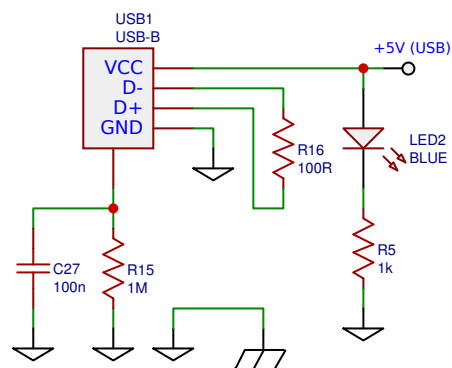 USB1
USB-B
+5V (USB)
VCC
D-
D+
GND
R16
100R
LED2
BLUE
C27
100n
R15
1M
R5
1k